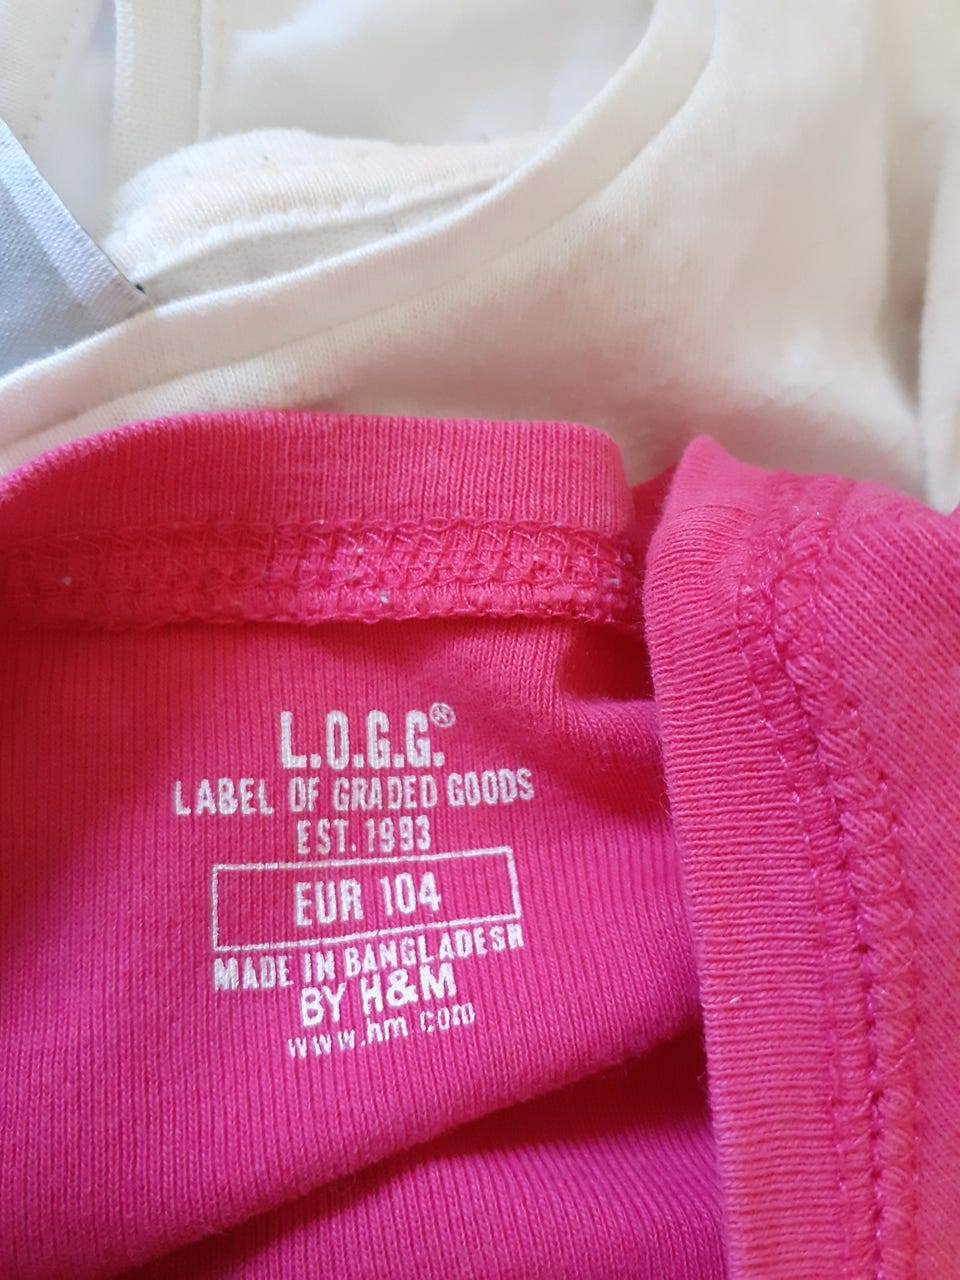 L.O.G.G.®
LABEL OF GRADED GOODS
EST. 1993
EUR 104
MADE IN BANGLADESH
BY H&M
www.hm.com